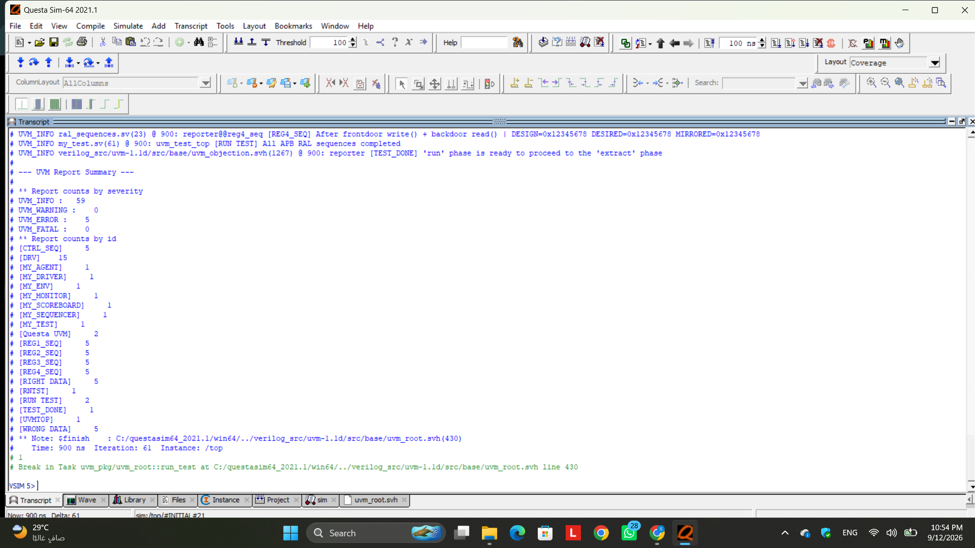 Questa Sim-64 2021.1
File Edit View Compile Simulate Add Transcript Tools Layout Bookmarks Window Help
Threshold 100 Help 100 ns
Layout Coverage
ColumnLayout AllColumns Search:
Transcript
# UVM_INFO ral_sequences.sv(23) @ 900: reporter@@reg4_seq [REG4_SEQ] After frontdoor write() + backdoor read() | DESIGN=0x12345678 DESIRED=0x12345678 MIRRORED=0x12345678
# UVM_INFO my_test.sv(61) @ 900: uvm_test_top [RUN TEST] All APB RAL sequences completed
# UVM_INFO verilog_src/uvm-1.1d/src/base/uvm_objection.svh(1267) @ 900: reporter [TEST_DONE] 'run' phase is ready to proceed to the 'extract' phase
#
# --- UVM Report Summary ---
#
# ** Report counts by severity
# UVM_INFO : 59
# UVM_WARNING : 0
# UVM_ERROR : 5
# UVM_FATAL : 0
# ** Report counts by id
# [CTRL_SEQ] 5
# [DRV] 15
# [MY_AGENT] 1
# [MY_DRIVER] 1
# [MY_ENV] 1
# [MY_MONITOR] 1
# [MY_SCOREBOARD] 1
# [MY_SEQUENCER] 1
# [MY_TEST] 1
# [Questa UVM] 2
# [REG1_SEQ] 5
# [REG2_SEQ] 5
# [REG3_SEQ] 5
# [REG4_SEQ] 5
# [RIGHT DATA] 5
# [RNTST] 1
# [RUN TEST] 2
# [TEST_DONE] 1
# [UVMTOP] 1
# [WRONG DATA] 5
# ** Note: $finish : C:/questasim64_2021.1/win64/../verilog_src/uvm-1.1d/src/base/uvm_root.svh(430)
# Time: 900 ns Iteration: 61 Instance: /top
# 1
# Break in Task uvm_pkg/uvm_root::run_test at C:/questasim64_2021.1/win64/../verilog_src/uvm-1.1d/src/base/uvm_root.svh line 430
VSIM 5>
Transcript Wave Library Files Instance Project sim uvm_root.svh
Now: 900 ns Delta: 61 sim:/top/#INITIAL#21
29°C
صافٍ غالبًا
Search
28
ENG
10:54 PM
9/12/2026